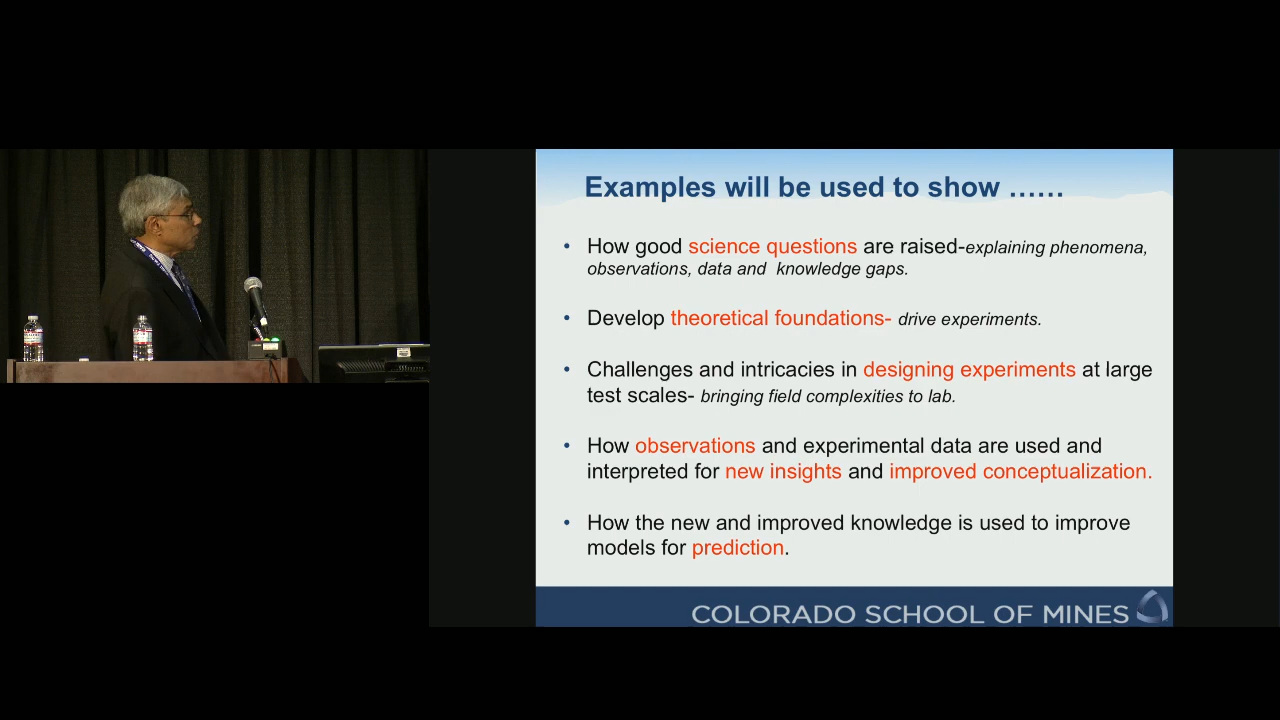 Examples will be used to show ......
• How good science questions are raised-explaining phenomena,
observations, data and knowledge gaps.
• Develop theoretical foundations- drive experiments.
• Challenges and intricacies in designing experiments at large
test scales- bringing field complexities to lab.
• How observations and experimental data are used and
interpreted for new insights and improved conceptualization.
• How the new and improved knowledge is used to improve
models for prediction.
COLORADO SCHOOL OF MINES